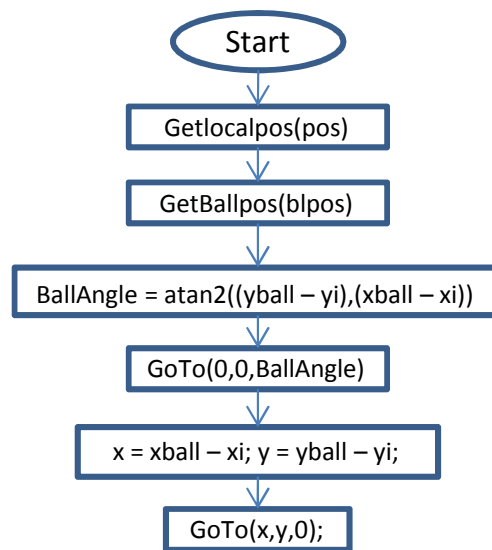 Start
Getlocalpos(pos)
GetBallpos(blpos)
BallAngle = atan2((yball – yi),(xball – xi))
GoTo(0,0,BallAngle)
x = xball – xi; y = yball – yi;
GoTo(x,y,0);